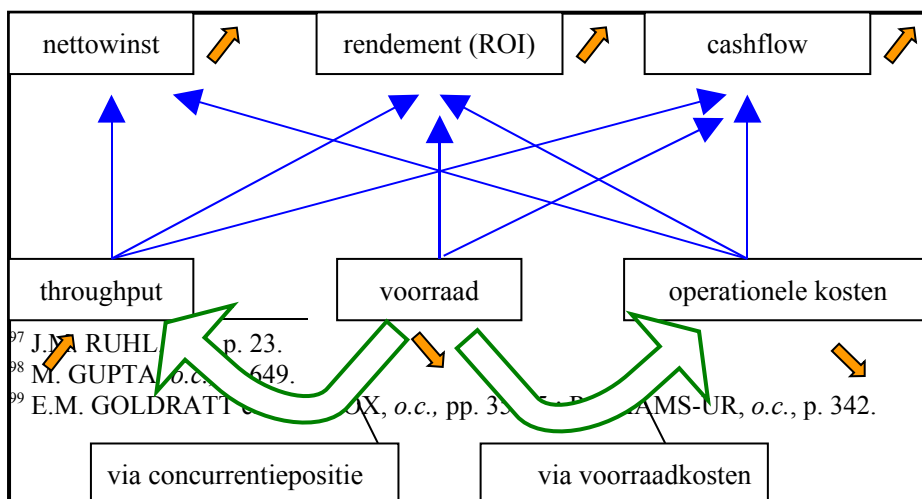 nettowinst
rendement (ROI)
cashflow
throughput
voorraad
operationele kosten
97 J.M. RUHL p. 23.
98 M. GUPTA, o.c., 649.
99 E.M. GOLDRATT OX, o.c., pp. 33 AMS-UR, o.c., p. 342.
via concurrentiepositie
via voorraadkosten